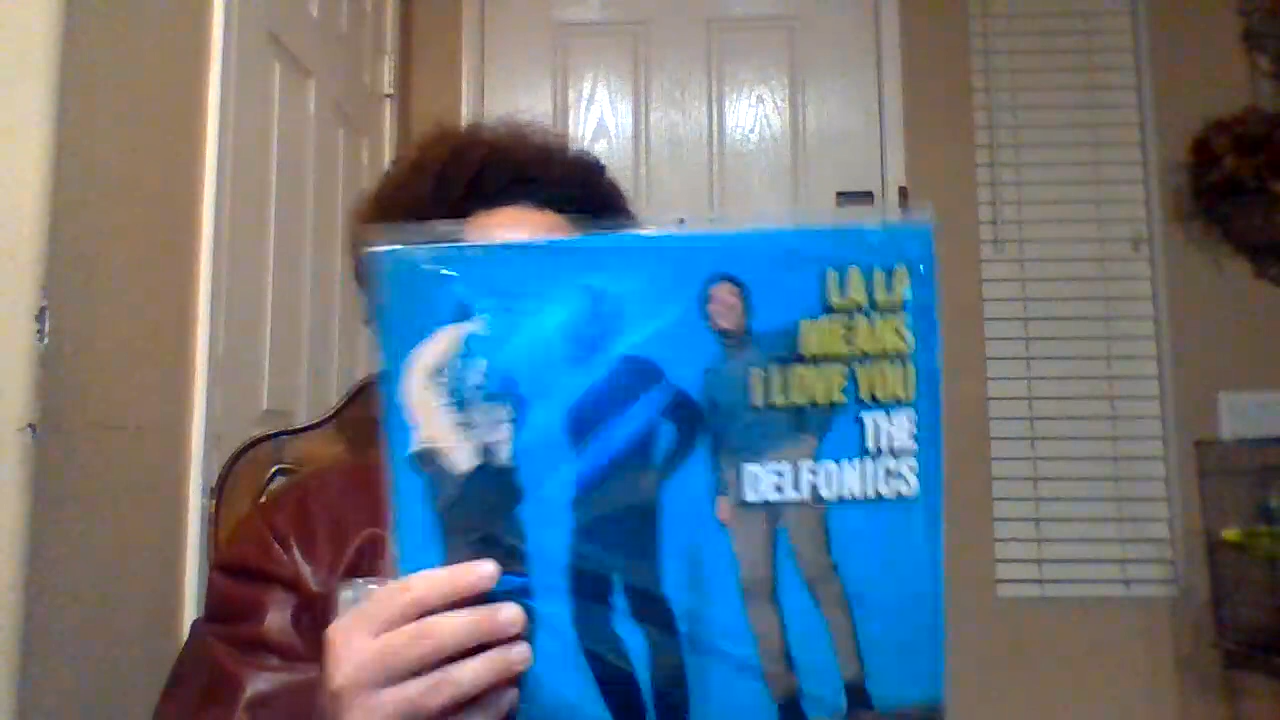 LA LA
MEANS
I LOVE YOU
THE
DELFONICS